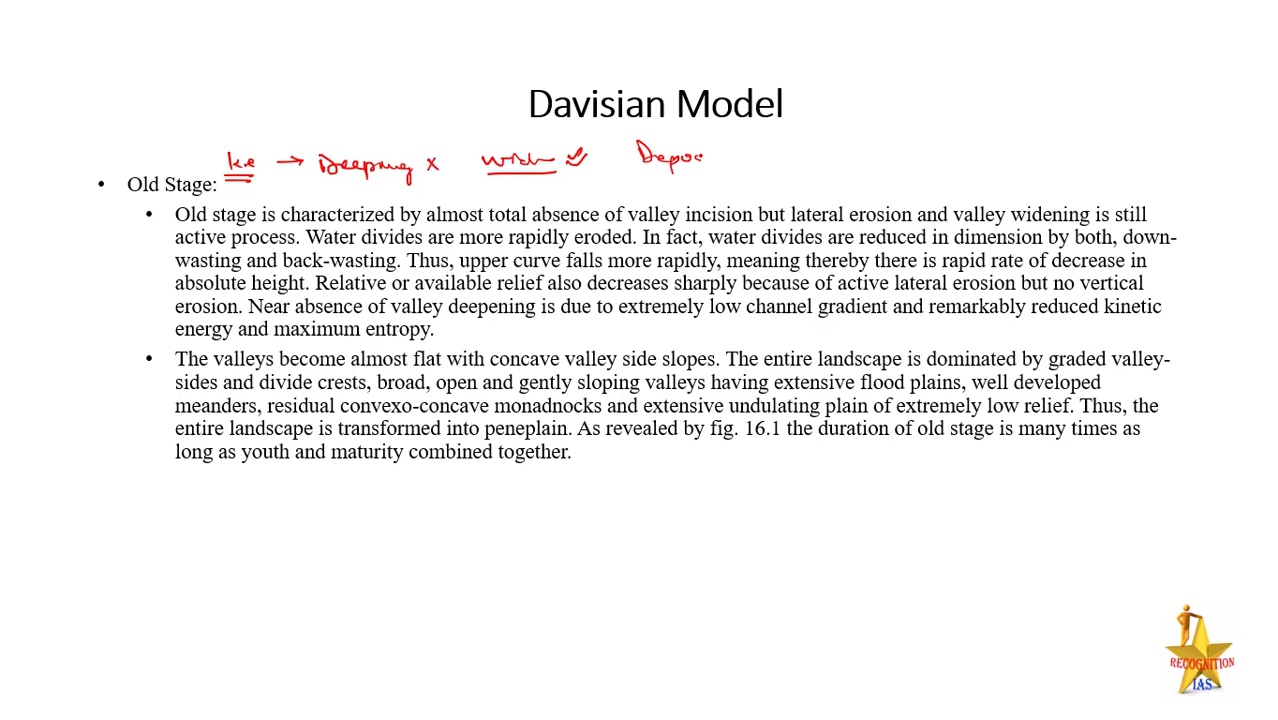 Davisian Model
k.e → Deepning x widn ✓ Depos
• Old Stage:
• Old stage is characterized by almost total absence of valley incision but lateral erosion and valley widening is still
active process. Water divides are more rapidly eroded. In fact, water divides are reduced in dimension by both, down-
wasting and back-wasting. Thus, upper curve falls more rapidly, meaning thereby there is rapid rate of decrease in
absolute height. Relative or available relief also decreases sharply because of active lateral erosion but no vertical
erosion. Near absence of valley deepening is due to extremely low channel gradient and remarkably reduced kinetic
energy and maximum entropy.
• The valleys become almost flat with concave valley side slopes. The entire landscape is dominated by graded valley-
sides and divide crests, broad, open and gently sloping valleys having extensive flood plains, well developed
meanders, residual convexo-concave monadnocks and extensive undulating plain of extremely low relief. Thus, the
entire landscape is transformed into peneplain. As revealed by fig. 16.1 the duration of old stage is many times as
long as youth and maturity combined together.
RECOGNITION
IAS